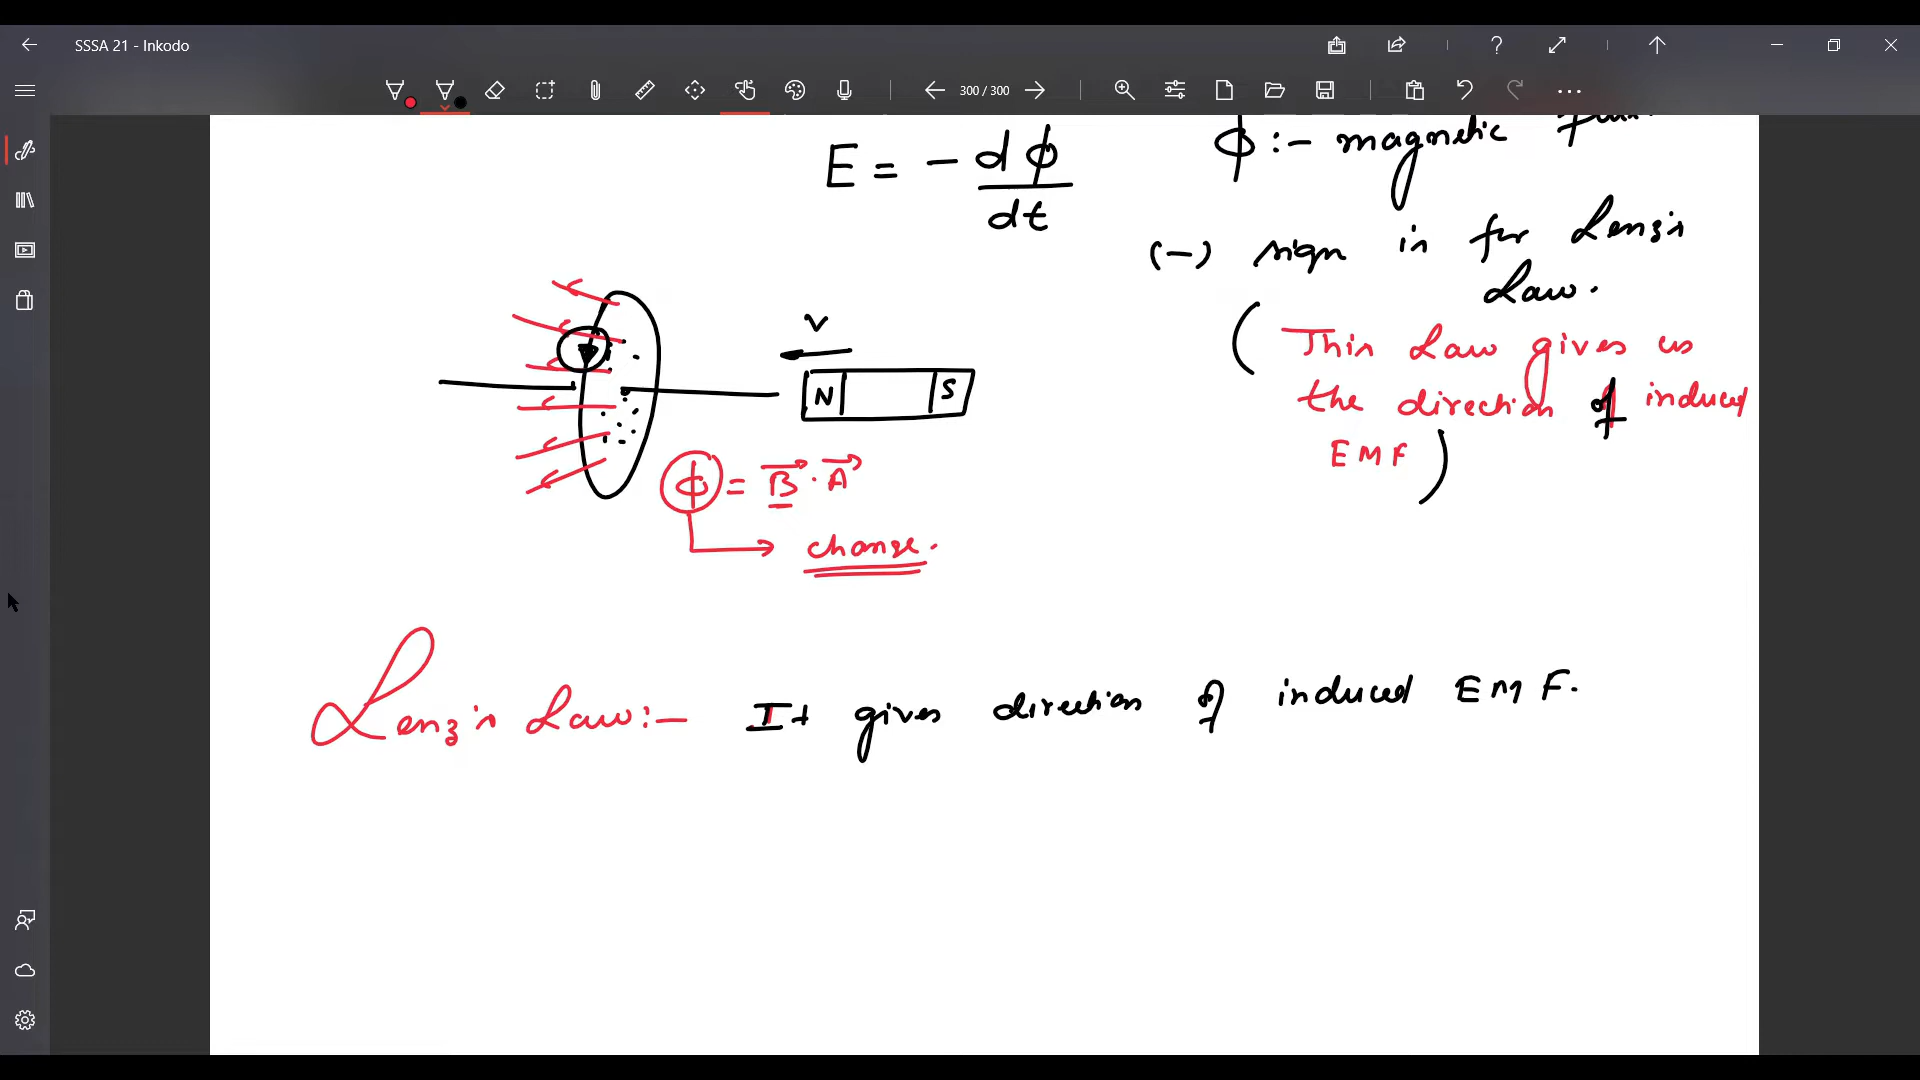 SSSA 21 - Inkodo
300 / 300
E = - dϕ
dt
ϕ :- magnetic flux
(-) sign is for Lenz's
Law.
(This Law gives us
the direction of induced
EMF)
V
N S
ϕ = B⃗ · A⃗
change.
Lenz's Law:- It gives direction of induced EMF.